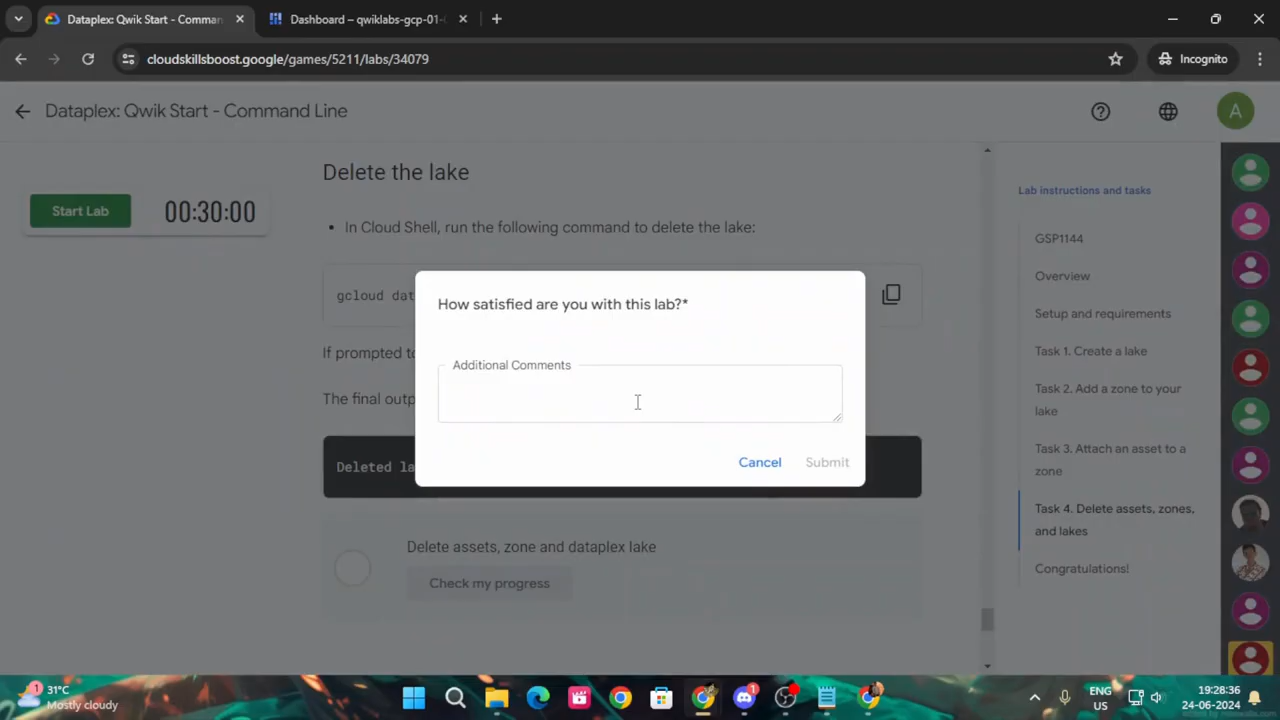 Dataplex: Qwik Start - Comman
Dashboard – qwiklabs-gcp-01-
cloudskillsboost.google/games/5211/labs/34079
Incognito
Dataplex: Qwik Start - Command Line
A
Start Lab
00:30:00
Delete the lake
In Cloud Shell, run the following command to delete the lake:
gcloud dat
If prompted to
The final outp
Deleted la
How satisfied are you with this lab?*
Additional Comments
Cancel
Submit
Delete assets, zone and dataplex lake
Check my progress
Lab instructions and tasks
GSP1144
Overview
Setup and requirements
Task 1. Create a lake
Task 2. Add a zone to your
lake
Task 3. Attach an asset to a
zone
Task 4. Delete assets, zones,
and lakes
Congratulations!
1
31°C
Mostly cloudy
1
ENG
US
19:28:36
24-06-2024